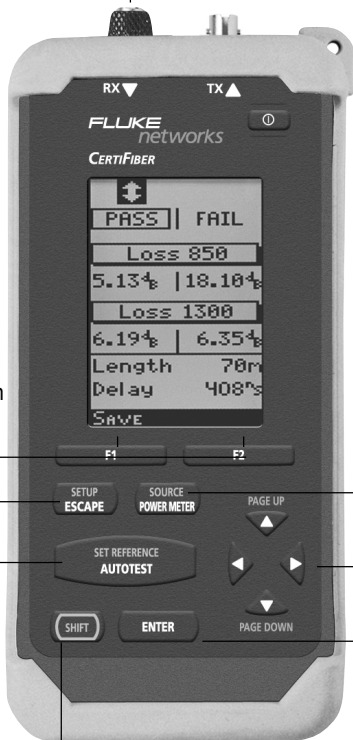 RX TX
FLUKE
networks
CERTIFIBER
PASS | FAIL
Loss 850
5.13dB | 18.10dB
Loss 1300
6.19dB | 6.35dB
Length 70m
Delay 408ns
SAVE
F1 F2
SETUP SOURCE
ESCAPE POWER METER
PAGE UP
SET REFERENCE
AUTOTEST
SHIFT ENTER
PAGE DOWN